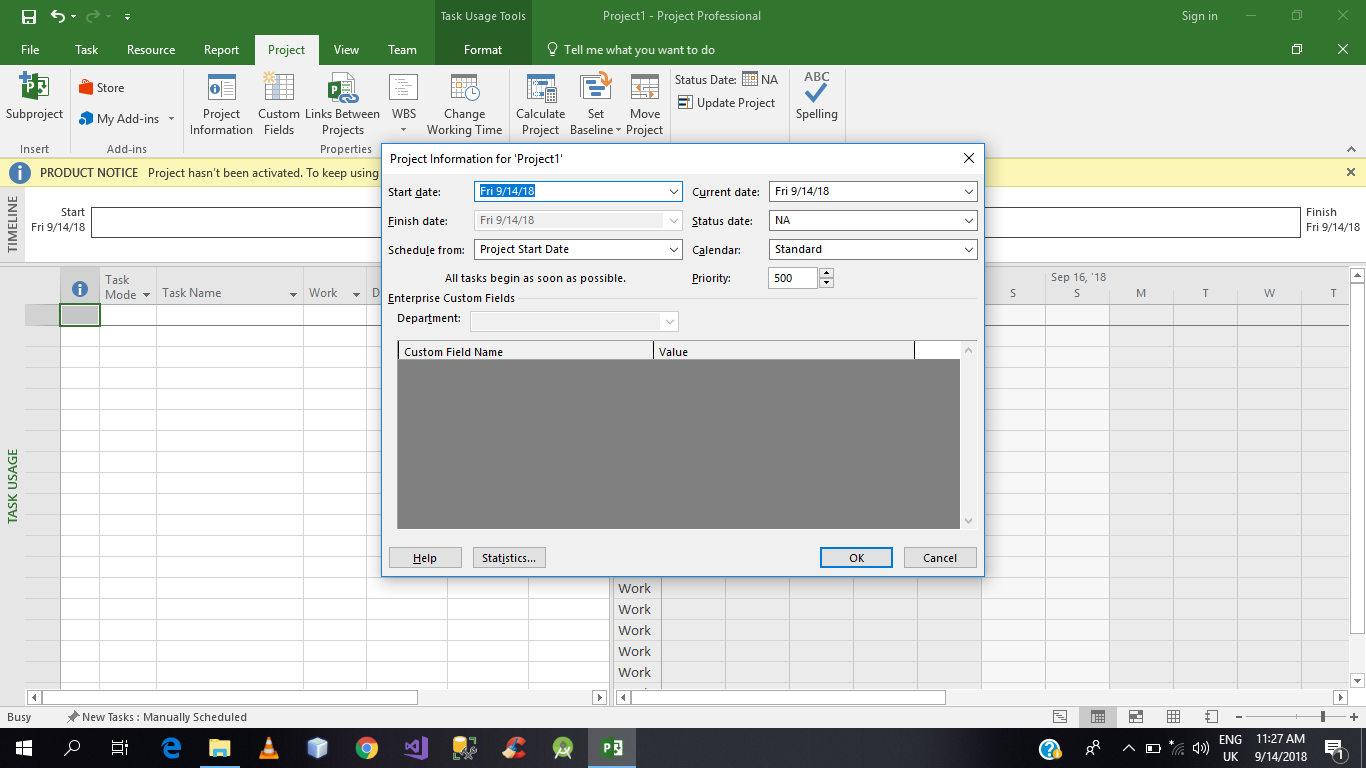 Task Usage Tools
Project1 - Project Professional
Sign in
File Task Resource Report Project View Team Format Tell me what you want to do
Subproject
Store
My Add-ins
Project Information
Custom Fields
Links Between Projects
WBS
Change Working Time
Calculate Project
Set Baseline
Move Project
Status Date: NA
Update Project
ABC
Spelling
Insert Add-ins Properties
PRODUCT NOTICE Project hasn't been activated. To keep using
TIMELINE
Start
Fri 9/14/18
Finish
Fri 9/14/18
Project Information for 'Project1'
Start date: Fri 9/14/18
Current date: Fri 9/14/18
Finish date: Fri 9/14/18
Status date: NA
Schedule from: Project Start Date
Calendar: Standard
All tasks begin as soon as possible.
Priority: 500
Enterprise Custom Fields
Department:
Custom Field Name Value
Help Statistics... OK Cancel
Task Mode Task Name Work D
Sep 16, '18
S S M T W T
TASK USAGE
Work
Work
Work
Work
Work
Busy New Tasks : Manually Scheduled
ENG
UK
11:27 AM
9/14/2018
1